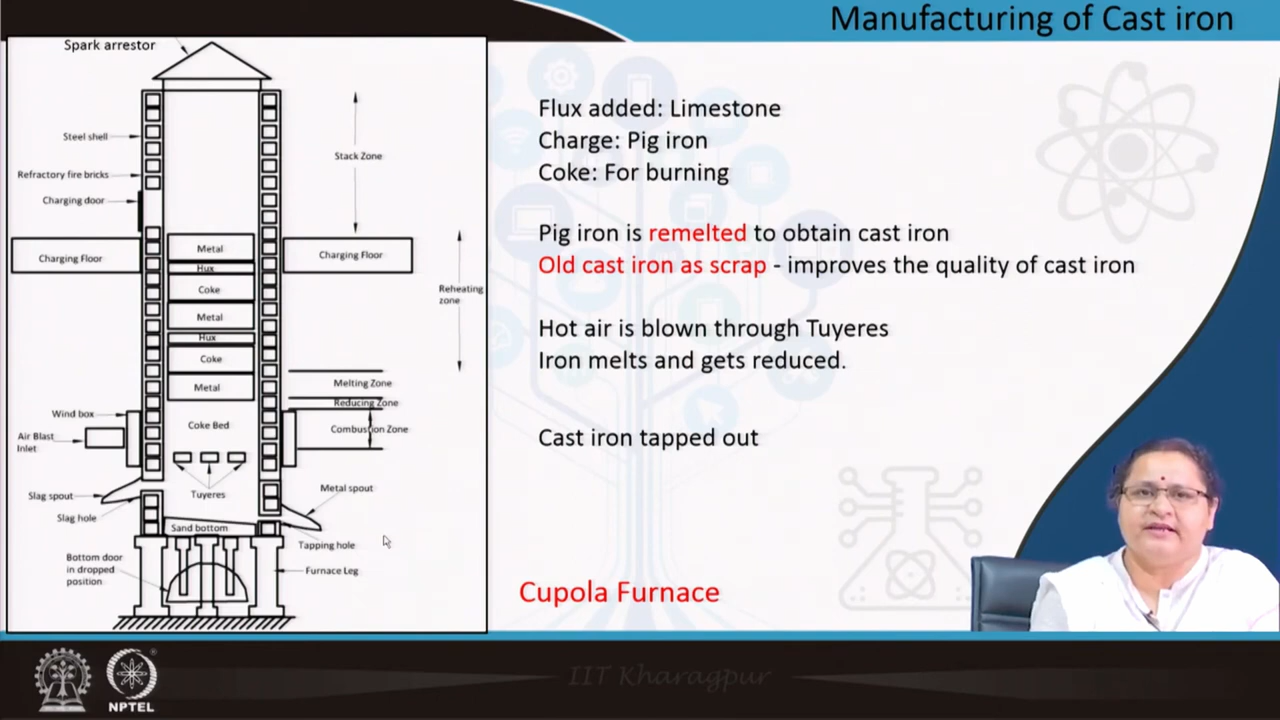 Manufacturing of Cast iron
Spark arrestor
Steel shell
Refractory fire bricks
Charging door
Charging Floor
Charging Floor
Stack Zone
Metal
Hux
Coke
Metal
Hux
Coke
Metal
Reheating
zone
Melting Zone
Reducing Zone
Combustion Zone
Wind box
Air Blast
Inlet
Coke Bed
Tuyeres
Slag spout
Slag hole
Metal spout
Sand bottom
Tapping hole
Bottom door
in dropped
position
Furnace Leg
Flux added: Limestone
Charge: Pig iron
Coke: For burning
Pig iron is remelted to obtain cast iron
Old cast iron as scrap - improves the quality of cast iron
Hot air is blown through Tuyeres
Iron melts and gets reduced.
Cast iron tapped out
Cupola Furnace
IIT Kharagpur
NPTEL